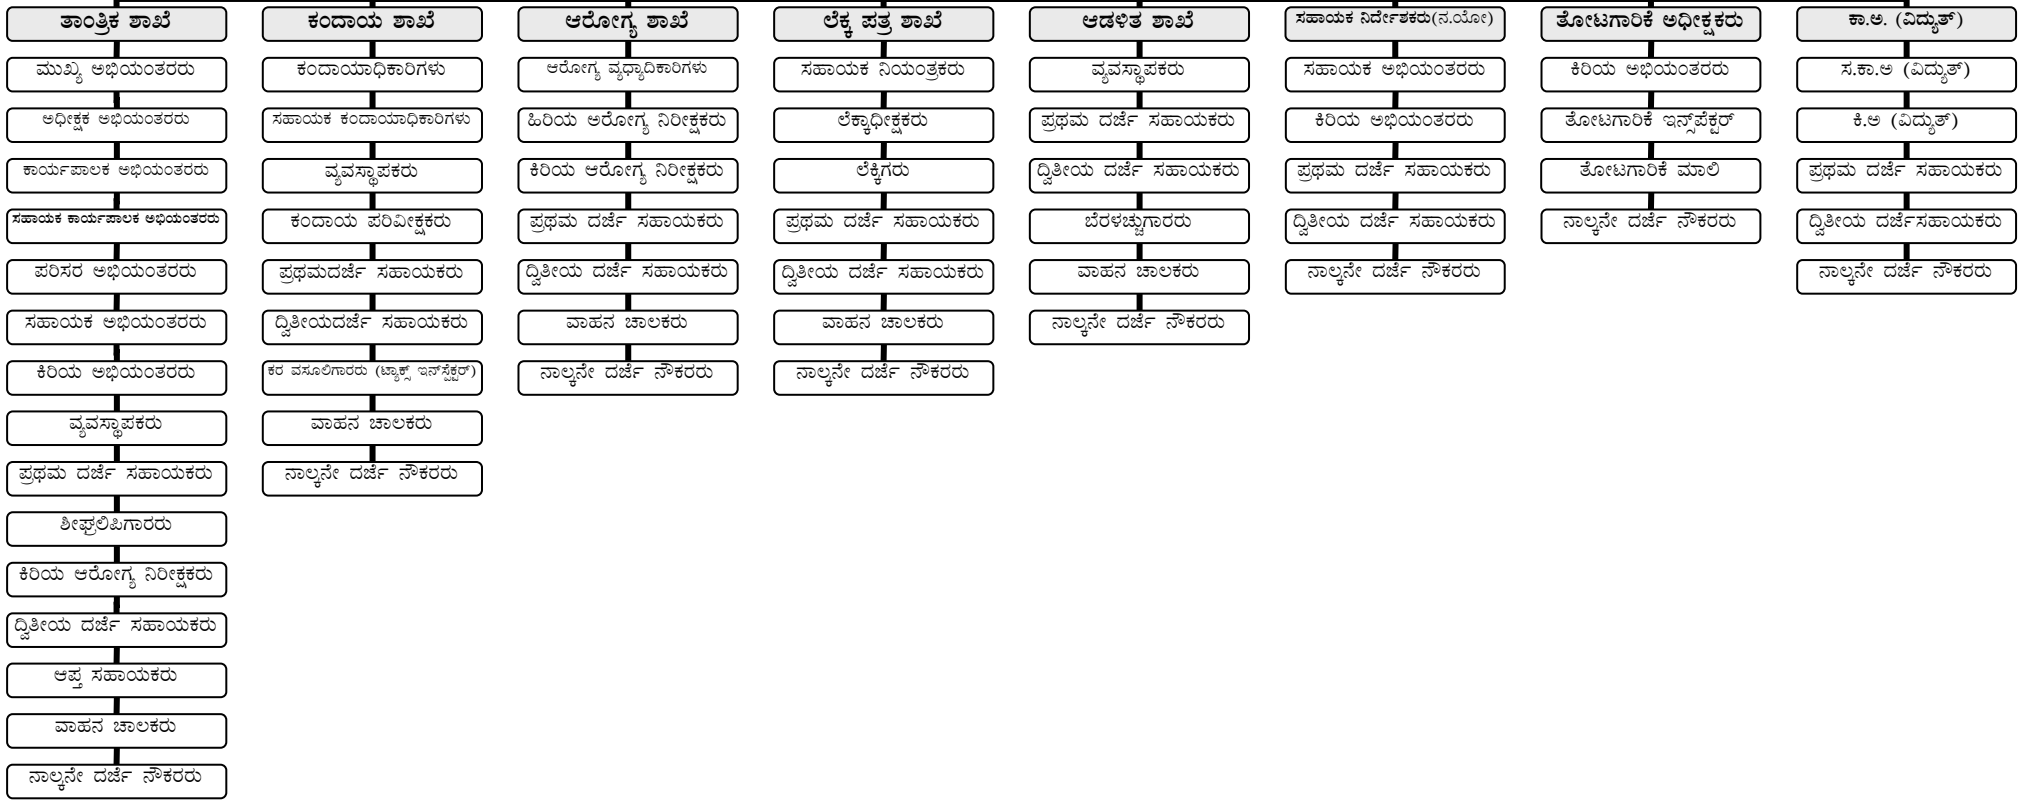 ತಾಂತ್ರಿಕ ಶಾಖೆ
ಮುಖ್ಯ ಅಭಿಯಂತರರು
ಅಧೀಕ್ಷಕ ಅಭಿಯಂತರರು
ಕಾರ್ಯಪಾಲಕ ಅಭಿಯಂತರರು
ಸಹಾಯಕ ಕಾರ್ಯಪಾಲಕ ಅಭಿಯಂತರರು
ಪರಿಸರ ಅಭಿಯಂತರರು
ಸಹಾಯಕ ಅಭಿಯಂತರರು
ಕಿರಿಯ ಅಭಿಯಂತರರು
ವ್ಯವಸ್ಥಾಪಕರು
ಪ್ರಥಮ ದರ್ಜೆ ಸಹಾಯಕರು
ಶೀಘ್ರಲಿಪಿಗಾರರು
ಕಿರಿಯ ಆರೋಗ್ಯ ನಿರೀಕ್ಷಕರು
ದ್ವಿತೀಯ ದರ್ಜೆ ಸಹಾಯಕರು
ಆಪ್ತ ಸಹಾಯಕರು
ವಾಹನ ಚಾಲಕರು
ನಾಲ್ಕನೇ ದರ್ಜೆ ನೌಕರರು
ಕಂದಾಯ ಶಾಖೆ
ಕಂದಾಯಾಧಿಕಾರಿಗಳು
ಸಹಾಯಕ ಕಂದಾಯಾಧಿಕಾರಿಗಳು
ವ್ಯವಸ್ಥಾಪಕರು
ಕಂದಾಯ ಪರಿವೀಕ್ಷಕರು
ಪ್ರಥಮದರ್ಜೆ ಸಹಾಯಕರು
ದ್ವಿತೀಯದರ್ಜೆ ಸಹಾಯಕರು
ಕರ ವಸೂಲಿಗಾರರು (ಟ್ಯಾಕ್ಸ್ ಇನ್‌ಸ್ಪೆಕ್ಟರ್)
ವಾಹನ ಚಾಲಕರು
ನಾಲ್ಕನೇ ದರ್ಜೆ ನೌಕರರು
ಆರೋಗ್ಯ ಶಾಖೆ
ಆರೋಗ್ಯ ವ್ಯಧ್ಯಾದಿಕಾರಿಗಳು
ಹಿರಿಯ ಅರೋಗ್ಯ ನಿರೀಕ್ಷಕರು
ಕಿರಿಯ ಆರೋಗ್ಯ ನಿರೀಕ್ಷಕರು
ಪ್ರಥಮ ದರ್ಜೆ ಸಹಾಯಕರು
ದ್ವಿತೀಯ ದರ್ಜೆ ಸಹಾಯಕರು
ವಾಹನ ಚಾಲಕರು
ನಾಲ್ಕನೇ ದರ್ಜೆ ನೌಕರರು
ಲೆಕ್ಕ ಪತ್ರ ಶಾಖೆ
ಸಹಾಯಕ ನಿಯಂತ್ರಕರು
ಲೆಕ್ಕಾಧೀಕ್ಷಕರು
ಲೆಕ್ಕಿಗರು
ಪ್ರಥಮ ದರ್ಜೆ ಸಹಾಯಕರು
ದ್ವಿತೀಯ ದರ್ಜೆ ಸಹಾಯಕರು
ವಾಹನ ಚಾಲಕರು
ನಾಲ್ಕನೇ ದರ್ಜೆ ನೌಕರರು
ಆಡಳಿತ ಶಾಖೆ
ವ್ಯವಸ್ಥಾಪಕರು
ಪ್ರಥಮ ದರ್ಜೆ ಸಹಾಯಕರು
ದ್ವಿತೀಯ ದರ್ಜೆ ಸಹಾಯಕರು
ಬೆರಳಚ್ಚುಗಾರರು
ವಾಹನ ಚಾಲಕರು
ನಾಲ್ಕನೇ ದರ್ಜೆ ನೌಕರರು
ಸಹಾಯಕ ನಿರ್ದೇಶಕರು(ನ.ಯೋ)
ಸಹಾಯಕ ಅಭಿಯಂತರರು
ಕಿರಿಯ ಅಭಿಯಂತರರು
ಪ್ರಥಮ ದರ್ಜೆ ಸಹಾಯಕರು
ದ್ವಿತೀಯ ದರ್ಜೆ ಸಹಾಯಕರು
ನಾಲ್ಕನೇ ದರ್ಜೆ ನೌಕರರು
ತೋಟಗಾರಿಕೆ ಅಧೀಕ್ಷಕರು
ಕಿರಿಯ ಅಭಿಯಂತರರು
ತೋಟಗಾರಿಕೆ ಇನ್ಸ್‌ಪೆಕ್ಟರ್
ತೋಟಗಾರಿಕೆ ಮಾಲಿ
ನಾಲ್ಕನೇ ದರ್ಜೆ ನೌಕರರು
ಕಾ.ಅ. (ವಿದ್ಯುತ್)
ಸ.ಕಾ.ಅ (ವಿದ್ಯುತ್)
ಕಿ.ಅ (ವಿದ್ಯುತ್)
ಪ್ರಥಮ ದರ್ಜೆ ಸಹಾಯಕರು
ದ್ವಿತೀಯ ದರ್ಜೆಸಹಾಯಕರು
ನಾಲ್ಕನೇ ದರ್ಜೆ ನೌಕರರು